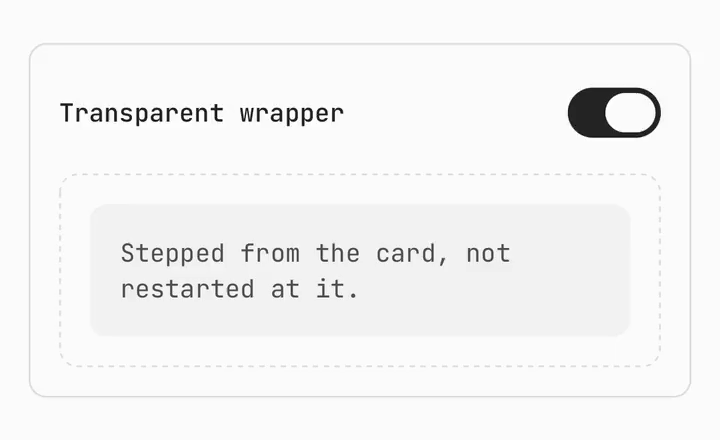 Transparent wrapper
Stepped from the card, not
restarted at it.